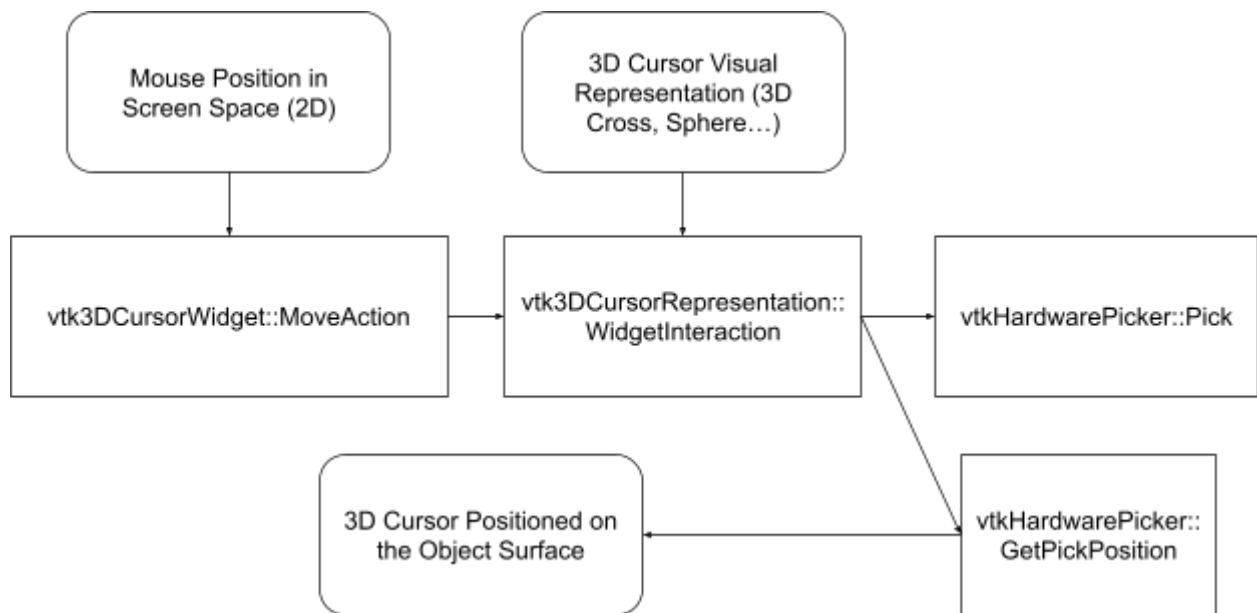 Mouse Position in
Screen Space (2D)
3D Cursor Visual
Representation (3D
Cross, Sphere…)
vtk3DCursorWidget::MoveAction
vtk3DCursorRepresentation::
WidgetInteraction
vtkHardwarePicker::Pick
3D Cursor Positioned on
the Object Surface
vtkHardwarePicker::
GetPickPosition